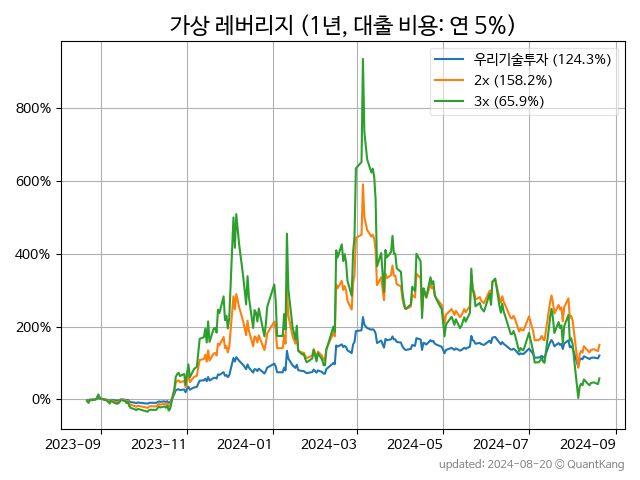 가상 레버리지 (1년, 대출 비용: 연 5%)
우리기술투자 (124.3%)
2x (158.2%)
3x (65.9%)
800%
600%
400%
200%
0%
2023-09 2023-11 2024-01 2024-03 2024-05 2024-07 2024-09
updated: 2024-08-20 © QuantKang